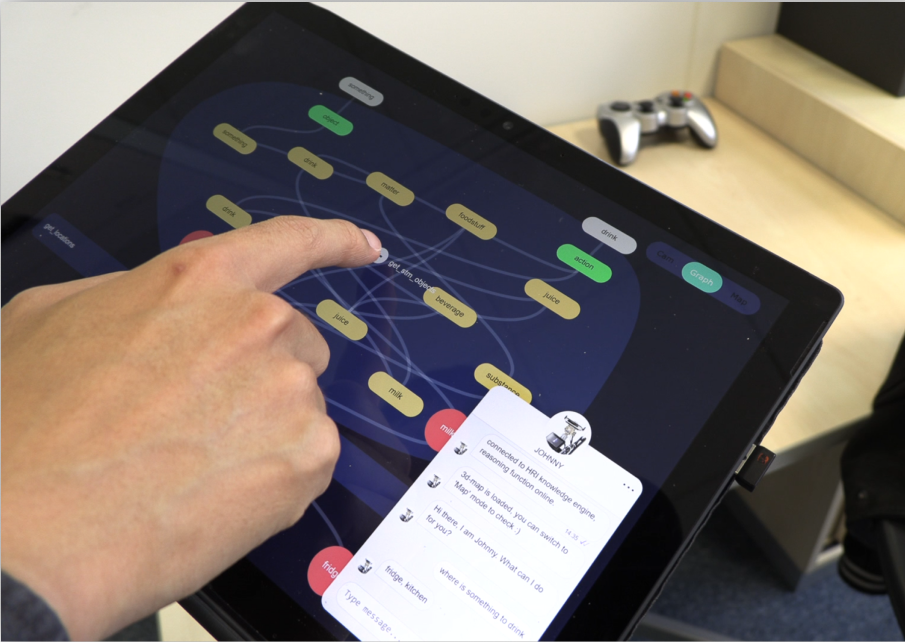 something
object
something
drink
matter
drink
foodstuff
drink
get_locations
action
Graph
Map
juice
beverage
juice
substance
milk
milk
JOHNNY
connected to HRI knowledge engine,
reasoning function online.
3d-map is loaded, you can switch to
'Map' mode to check :)
14:35
Hi there, I am Johnny. What can I do
for you?
where is something to drink
fridge, kitchen
Type message...
fridge